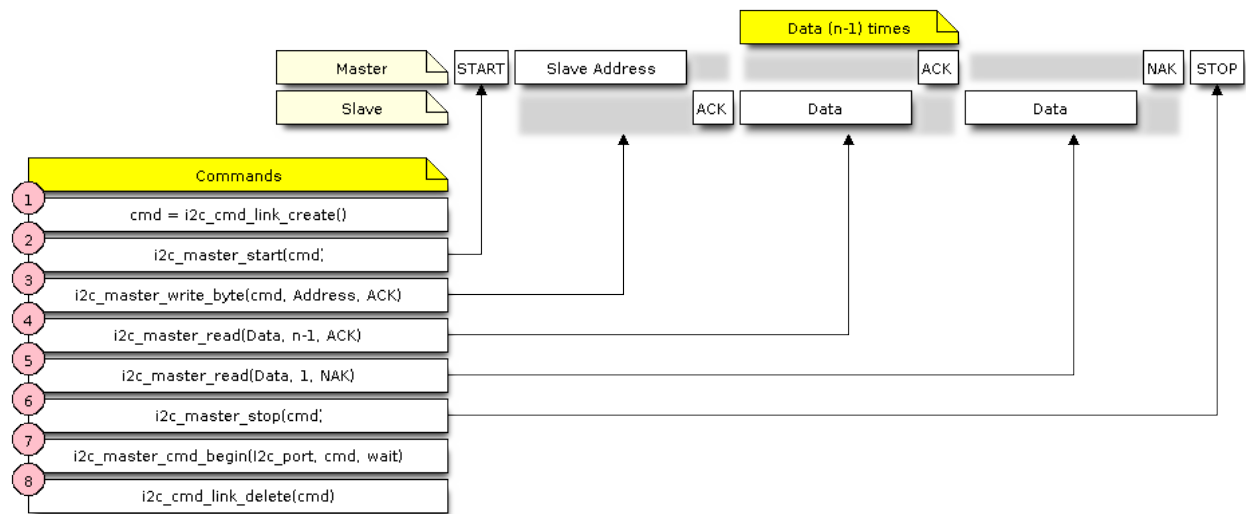 Data (n-1) times
Master START Slave Address ACK NAK STOP
Slave ACK Data Data
Commands
1
cmd = i2c_cmd_link_create()
2
i2c_master_start(cmd)
3
i2c_master_write_byte(cmd, Address, ACK)
4
i2c_master_read(Data, n-1, ACK)
5
i2c_master_read(Data, 1, NAK)
6
i2c_master_stop(cmd)
7
i2c_master_cmd_begin(I2c_port, cmd, wait)
8
i2c_cmd_link_delete(cmd)